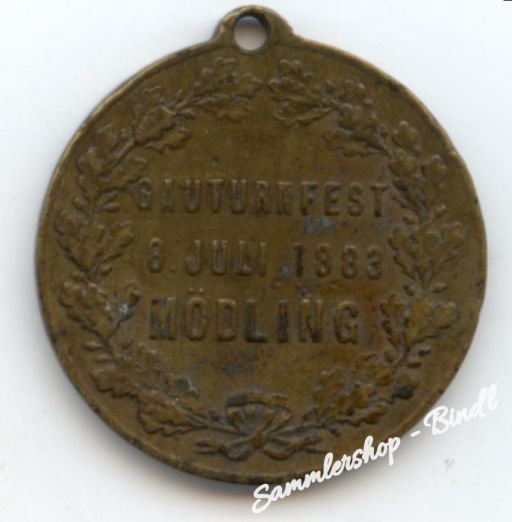 GAUTURNFEST
8. JULI 1883
MÖDLING
Sammlershop - Bindl